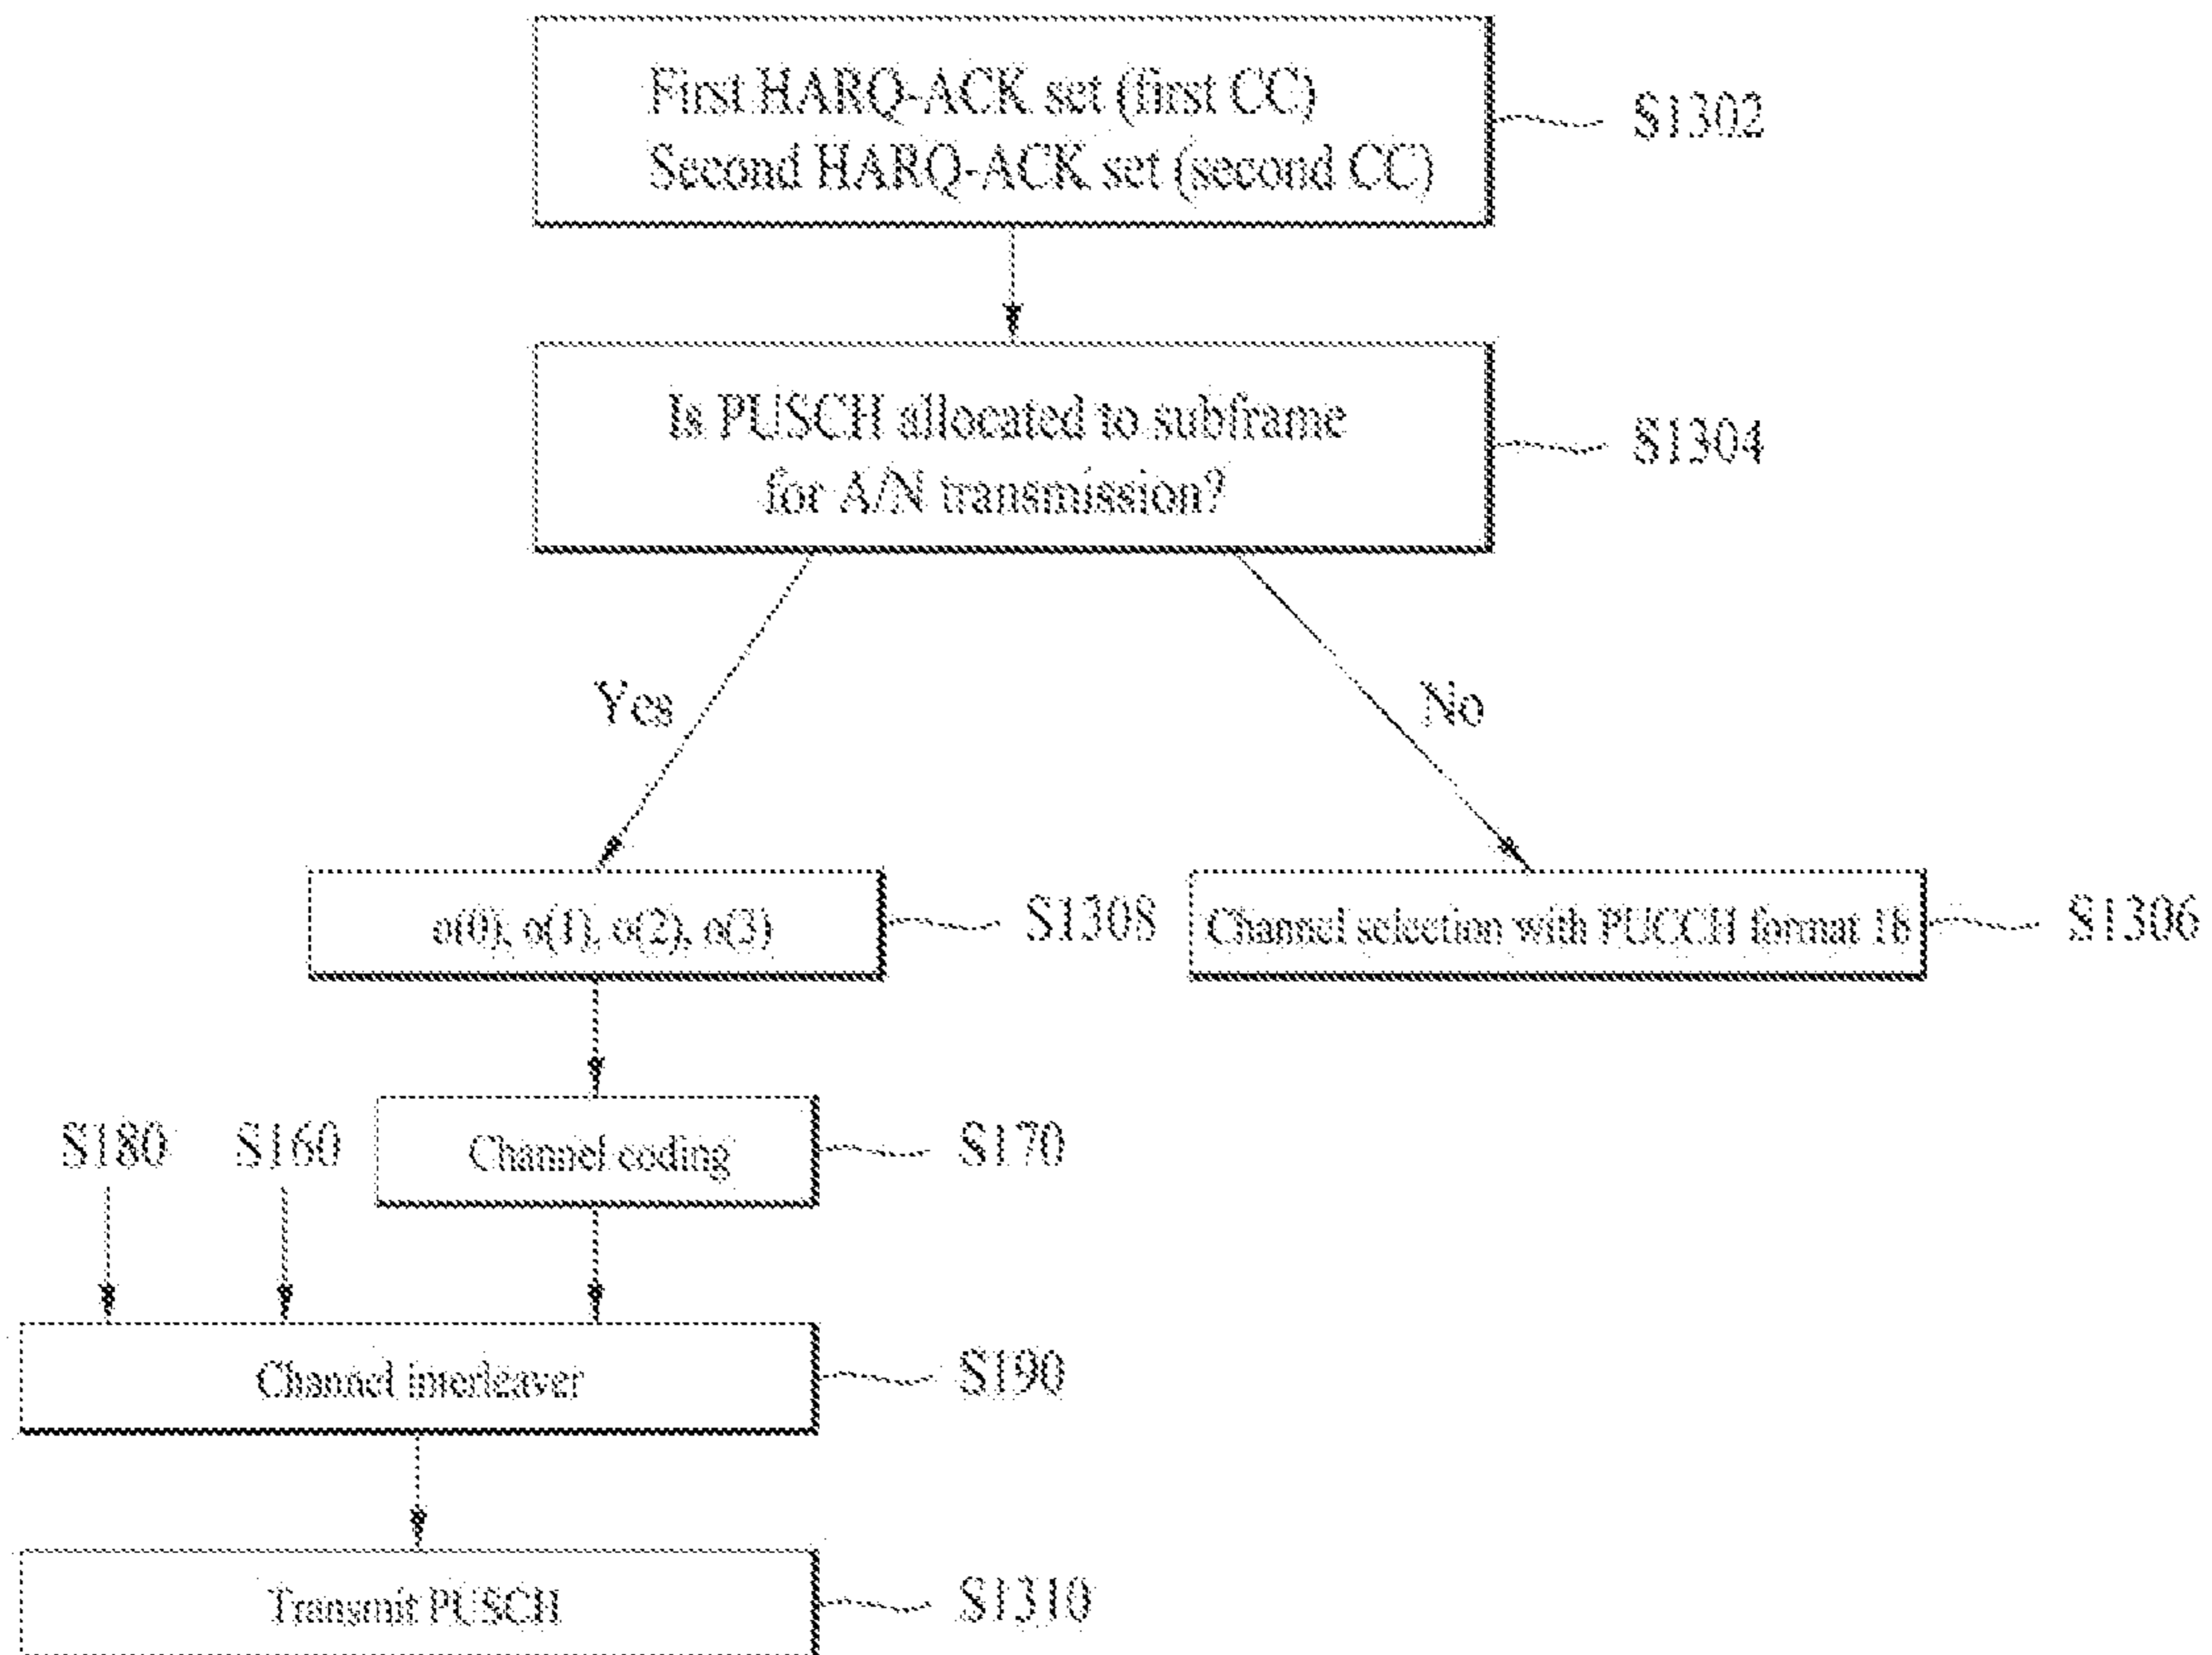 First HARQ-ACK set (first CC)
Second HARQ-ACK set (second CC)
S1302
Is PUSCH allocated to subframe
for A/N transmission?
S1304
Yes
No
o(0), o(1), o(2), o(3)
S1308
Channel selection with PUCCH format 1b
S1306
S180
S160
Channel coding
S170
Channel interleaver
S190
Transmit PUSCH
S1310